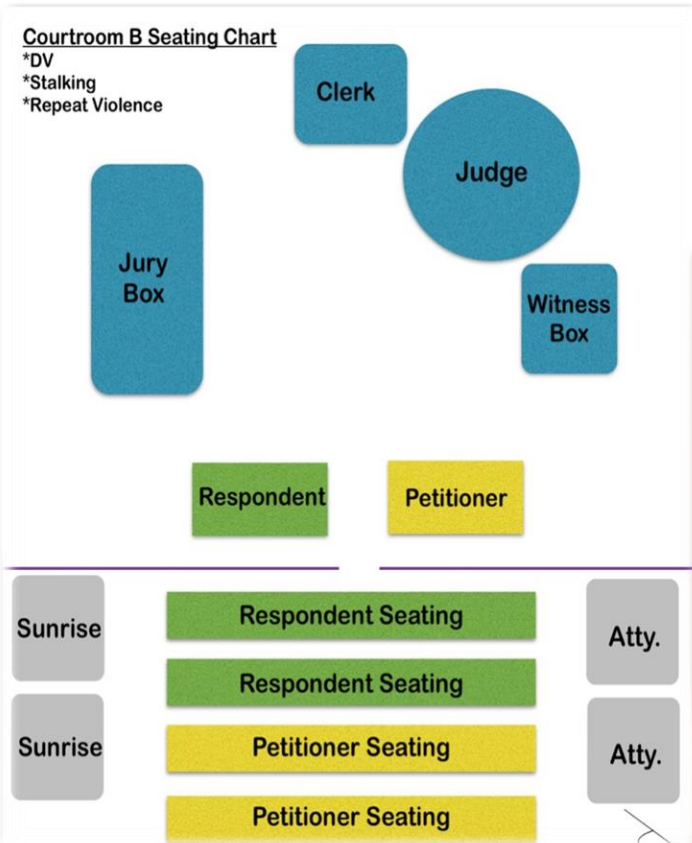 Courtroom B Seating Chart
*DV
*Stalking
*Repeat Violence
Clerk
Judge
Jury
Box
Witness
Box
Respondent
Petitioner
Sunrise
Respondent Seating
Atty.
Respondent Seating
Sunrise
Petitioner Seating
Atty.
Petitioner Seating